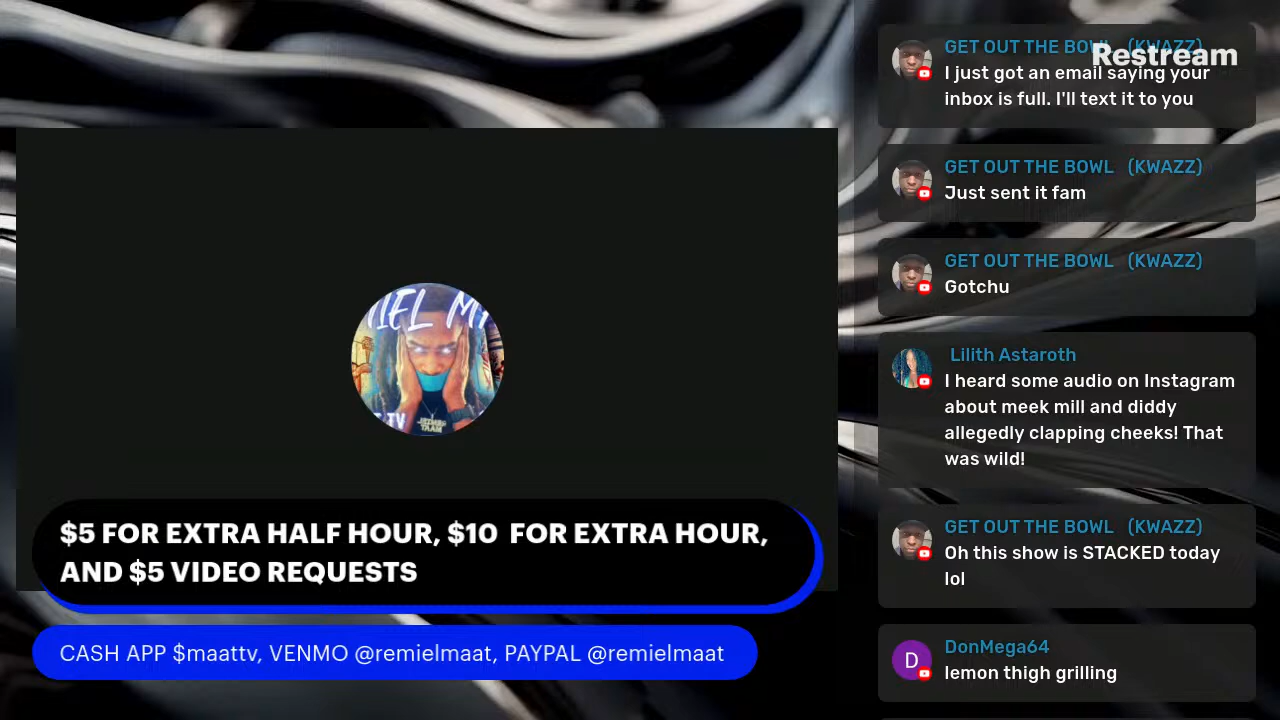 $5 FOR EXTRA HALF HOUR, $10 FOR EXTRA HOUR,
AND $5 VIDEO REQUESTS
CASH APP $maattv, VENMO @remielmaat, PAYPAL @remielmaat
Restream
GET OUT THE BOWL (KWAZZ)
I just got an email saying your
inbox is full. I'll text it to you
GET OUT THE BOWL (KWAZZ)
Just sent it fam
GET OUT THE BOWL (KWAZZ)
Gotchu
Lilith Astaroth
I heard some audio on Instagram
about meek mill and diddy
allegedly clapping cheeks! That
was wild!
GET OUT THE BOWL (KWAZZ)
Oh this show is STACKED today
lol
D
DonMega64
lemon thigh grilling